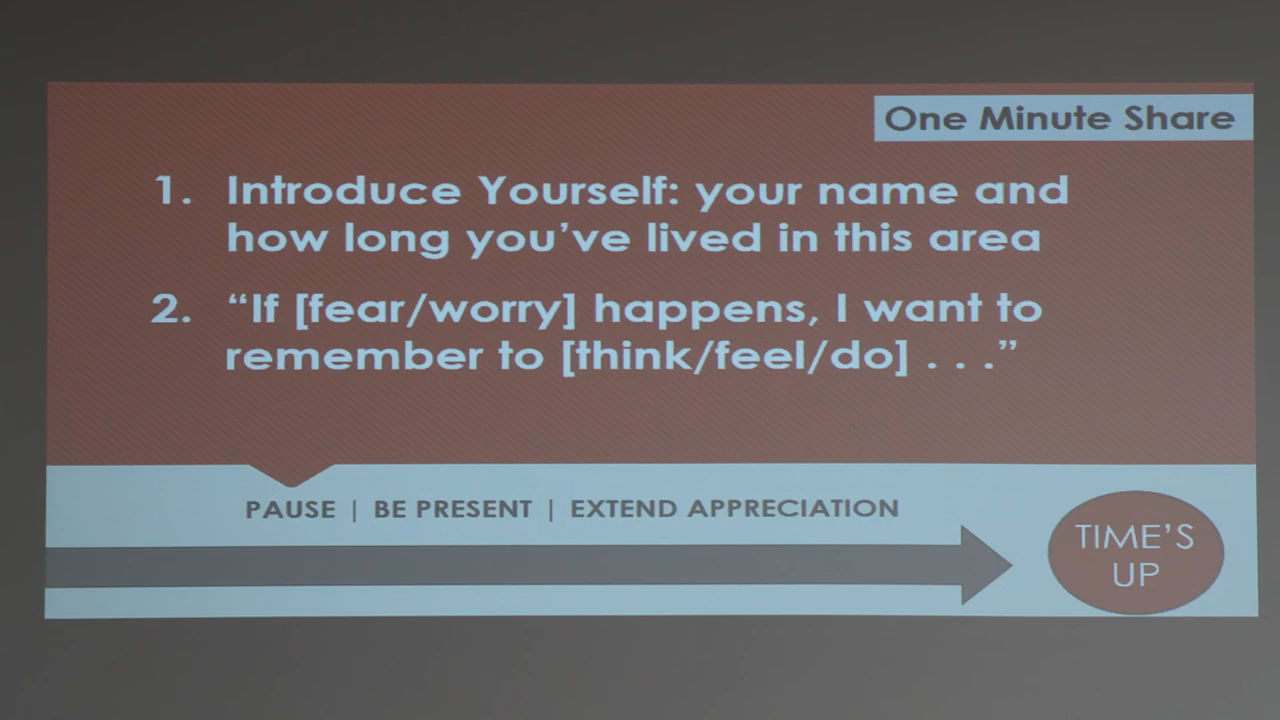 One Minute Share
1. Introduce Yourself: your name and
how long you’ve lived in this area
2. “If [fear/worry] happens, I want to
remember to [think/feel/do] . . .”
PAUSE | BE PRESENT | EXTEND APPRECIATION
TIME’S
UP